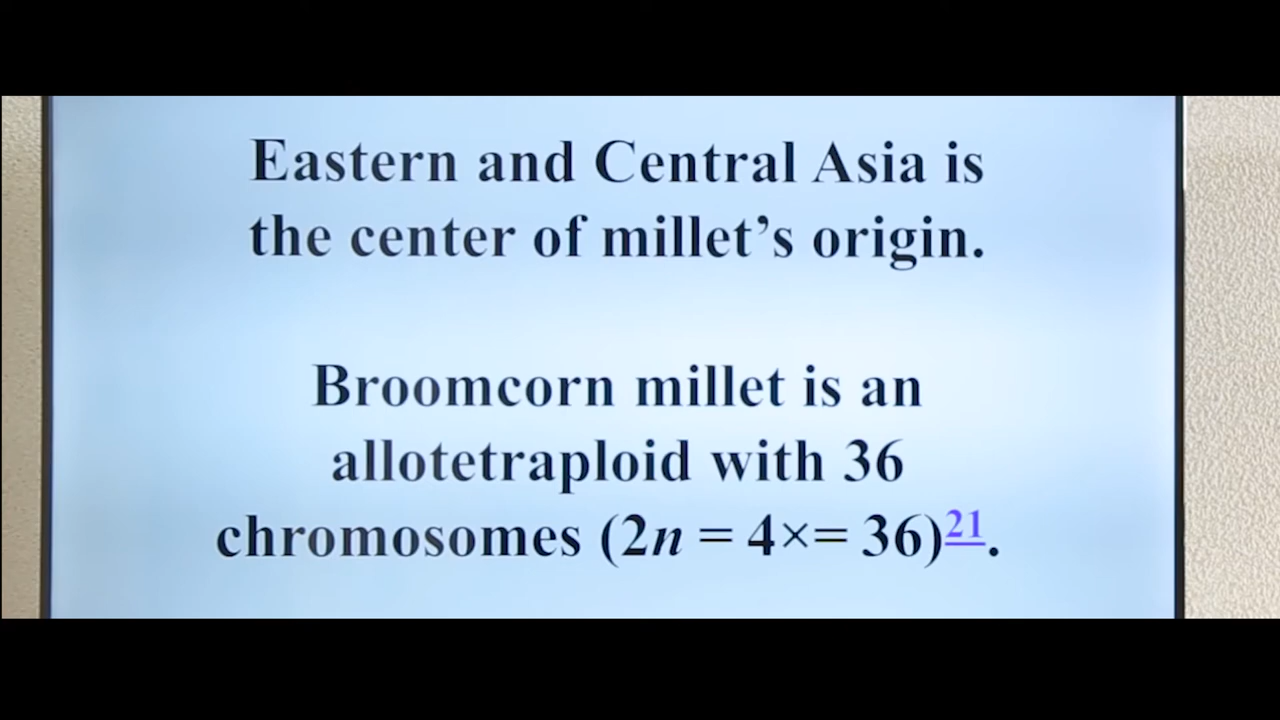 Eastern and Central Asia is
the center of millet’s origin.
Broomcorn millet is an
allotetraploid with 36
chromosomes (2n = 4×= 36)21.